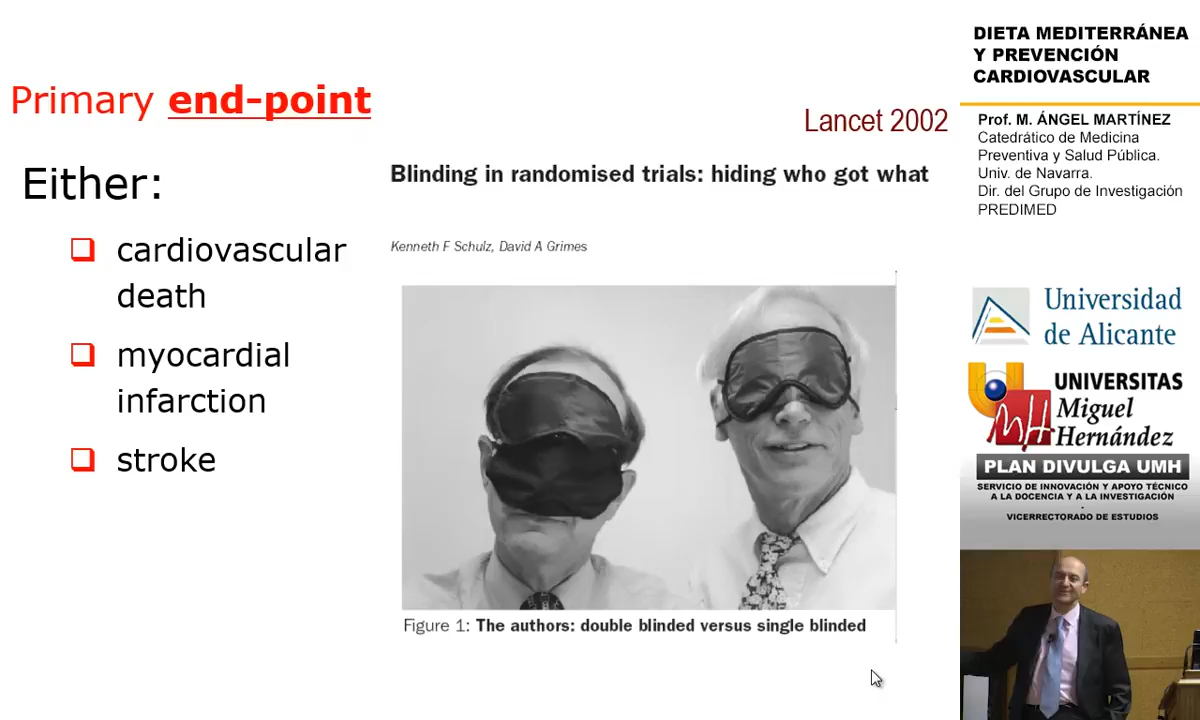 Primary end-point
Either:
cardiovascular
death
myocardial
infarction
stroke
Lancet 2002
Blinding in randomised trials: hiding who got what
Kenneth F Schulz, David A Grimes
Figure 1: The authors: double blinded versus single blinded
DIETA MEDITERRÁNEA
Y PREVENCIÓN
CARDIOVASCULAR
Prof. M. ÁNGEL MARTÍNEZ
Catedrático de Medicina
Preventiva y Salud Pública.
Univ. de Navarra.
Dir. del Grupo de Investigación
PREDIMED
Universidad
de Alicante
UNIVERSITAS
Miguel
Hernández
PLAN DIVULGA UMH
SERVICIO DE INNOVACIÓN Y APOYO TÉCNICO
A LA DOCENCIA Y A LA INVESTIGACIÓN
-
VICERRECTORADO DE ESTUDIOS